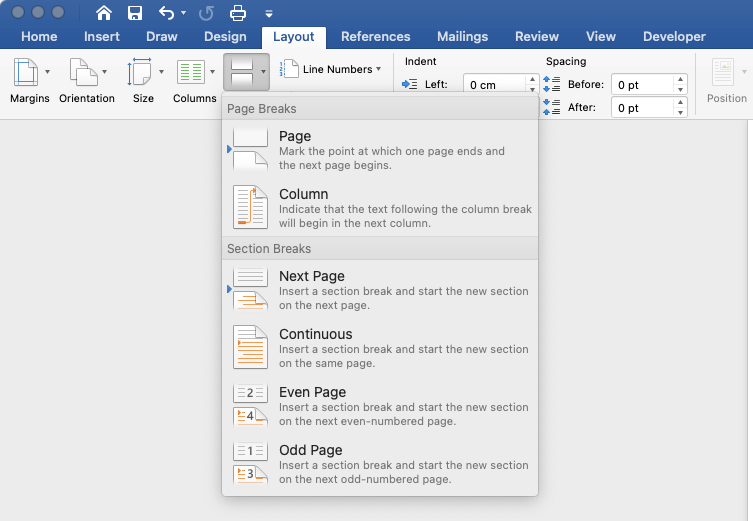 Home Insert Draw Design Layout References Mailings Review View Developer
Line Numbers
Indent
Left: 0 cm
Spacing
Before: 0 pt
After: 0 pt
Margins Orientation Size Columns
Position
Page Breaks
Page
Mark the point at which one page ends and
the next page begins.
Column
Indicate that the text following the column break
will begin in the next column.
Section Breaks
Next Page
Insert a section break and start the new section
on the next page.
Continuous
Insert a section break and start the new section
on the same page.
2
4
Even Page
Insert a section break and start the new section
on the next even-numbered page.
1
3
Odd Page
Insert a section break and start the new section
on the next odd-numbered page.